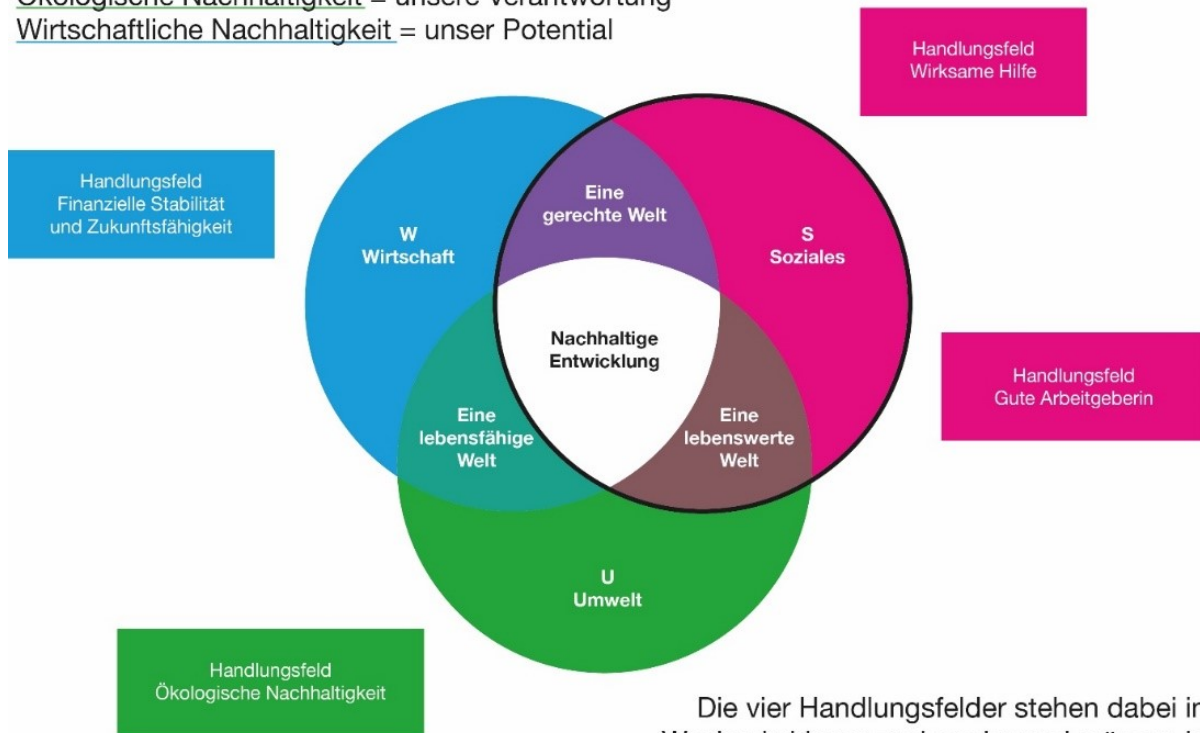 Ökologische Nachhaltigkeit = unsere Verantwortung
Wirtschaftliche Nachhaltigkeit = unser Potential
Handlungsfeld
Wirksame Hilfe
Handlungsfeld
Finanzielle Stabilität
und Zukunftsfähigkeit
Eine
gerechte Welt
W
Wirtschaft
S
Soziales
Nachhaltige
Entwicklung
Handlungsfeld
Gute Arbeitgeberin
Eine
lebensfähige
Welt
Eine
lebenswerte
Welt
U
Umwelt
Handlungsfeld
Ökologische Nachhaltigkeit
Die vier Handlungsfelder stehen dabei in